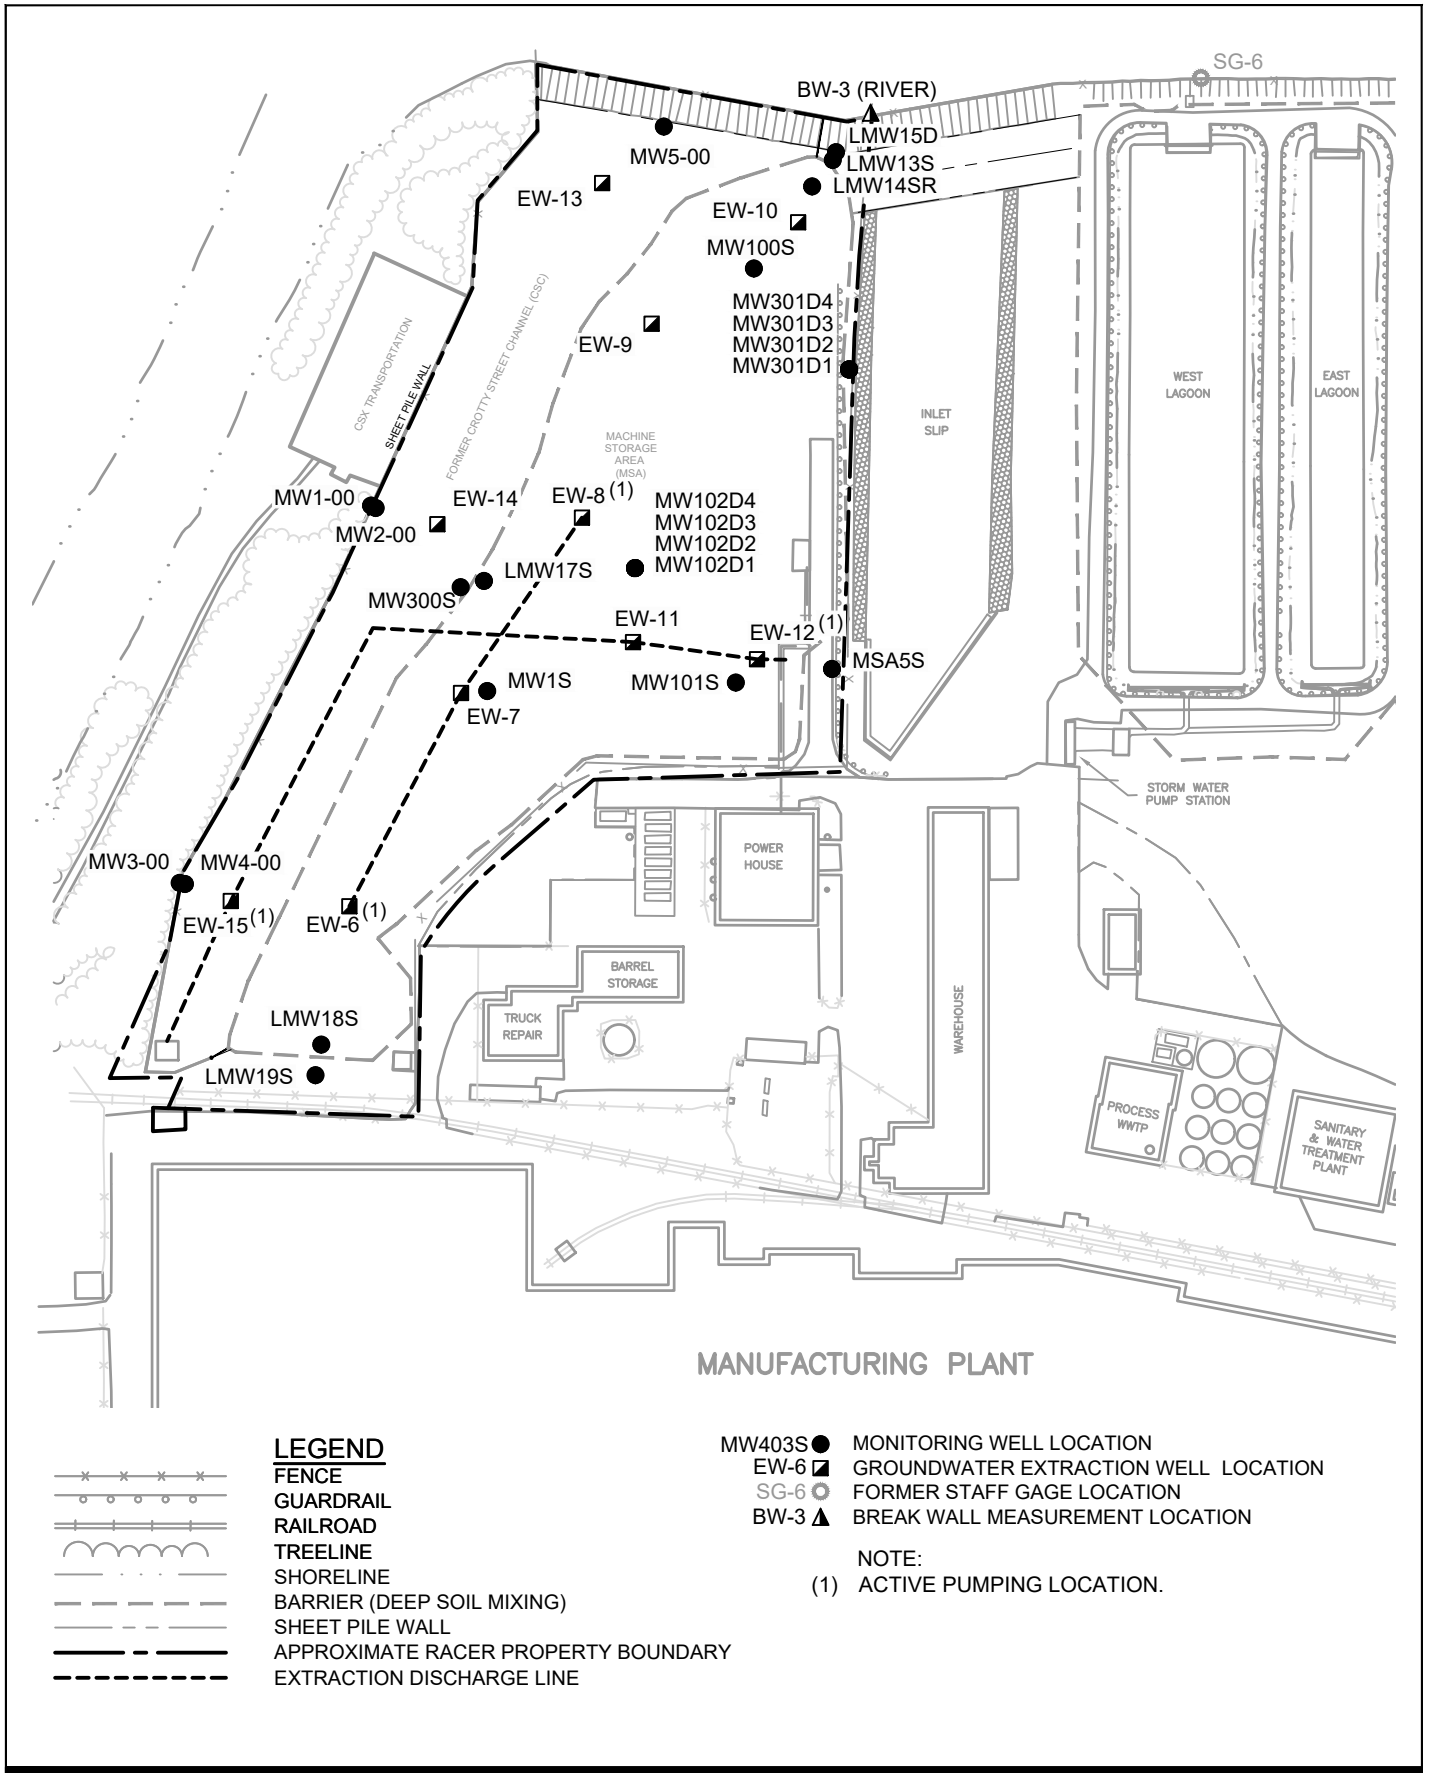 SG-6
BW-3 (RIVER)
LMW15D
MW5-00
LMW13S
LMW14SR
EW-13
EW-10
MW100S
MW301D4
MW301D3
MW301D2
MW301D1
EW-9
CSX TRANSPORTATION
SHEET PILE WALL
FORMER CROTTY STREET CHANNEL (CSC)
WEST
LAGOON
EAST
LAGOON
INLET
SLIP
MACHINE
STORAGE
AREA
(MSA)
MW1-00
MW2-00
EW-14
EW-8 (1)
MW102D4
MW102D3
MW102D2
MW102D1
LMW17S
MW300S
EW-11
EW-12 (1)
MSA5S
MW1S
MW101S
EW-7
STORM WATER
PUMP STATION
POWER
HOUSE
MW3-00
MW4-00
EW-15 (1)
EW-6 (1)
BARREL
STORAGE
TRUCK
REPAIR
WAREHOUSE
LMW18S
LMW19S
PROCESS
WWTP
SANITARY
& WATER
TREATMENT
PLANT
MANUFACTURING PLANT
LEGEND
FENCE
GUARDRAIL
RAILROAD
TREELINE
SHORELINE
BARRIER (DEEP SOIL MIXING)
SHEET PILE WALL
APPROXIMATE RACER PROPERTY BOUNDARY
EXTRACTION DISCHARGE LINE
MW403S MONITORING WELL LOCATION
EW-6 GROUNDWATER EXTRACTION WELL LOCATION
SG-6 FORMER STAFF GAGE LOCATION
BW-3 BREAK WALL MEASUREMENT LOCATION
NOTE:
(1) ACTIVE PUMPING LOCATION.